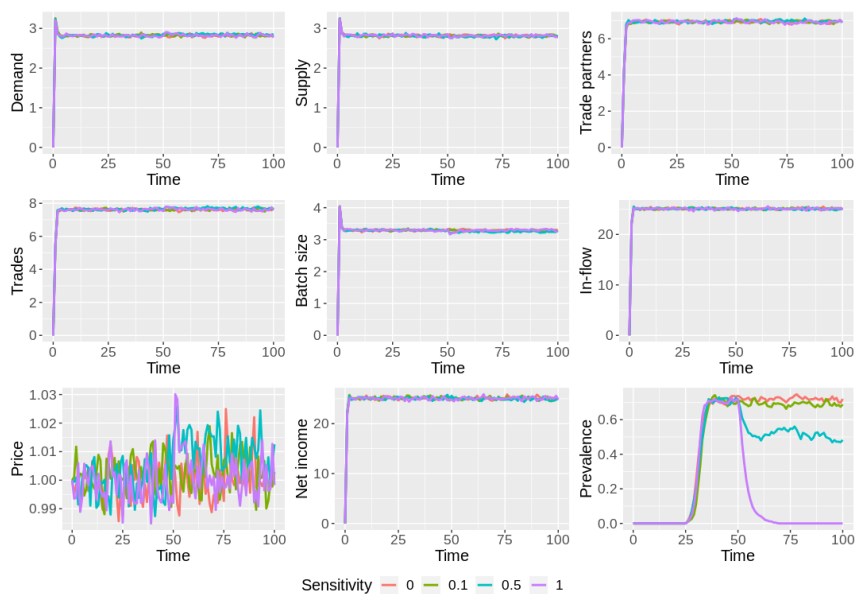 Demand
3
2
1
0
0 25 50 75 100
Time
Supply
3
2
1
0
0 25 50 75 100
Time
Trade partners
6
4
2
0
0 25 50 75 100
Time
Trades
8
6
4
2
0
0 25 50 75 100
Time
Batch size
4
3
2
1
0
0 25 50 75 100
Time
In-flow
20
10
0
0 25 50 75 100
Time
Price
1.03
1.02
1.01
1.00
0.99
0 25 50 75 100
Time
Net income
20
10
0
0 25 50 75 100
Time
Prevalence
0.6
0.4
0.2
0.0
0 25 50 75 100
Time
Sensitivity 0 0.1 0.5 1